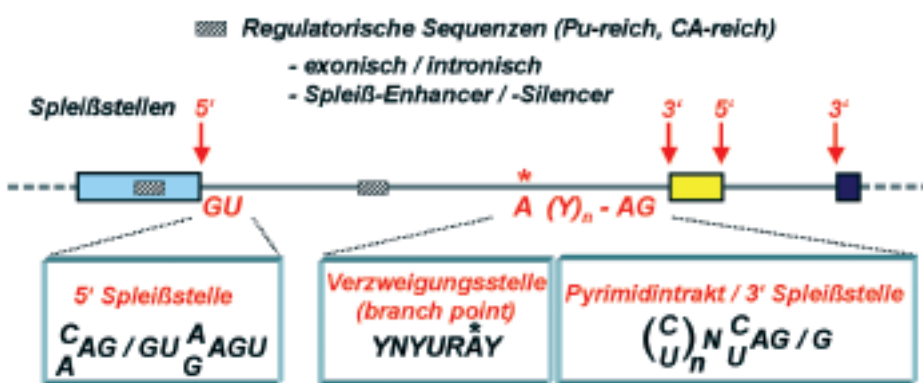 Regulatorische Sequenzen (Pu-reich, CA-reich)
- exonisch / intronisch
- Spleiß-Enhancer / -Silencer
Spleißstellen 5' 3' 5' 3'
*
GU A (Y)n - AG
5' Spleißstelle
C A AG / GU A G AGU
Verzweigungsstelle
(branch point)
*
YNYURAY
Pyrimidintrakt / 3' Spleißstelle
(C U)n N C U AG / G